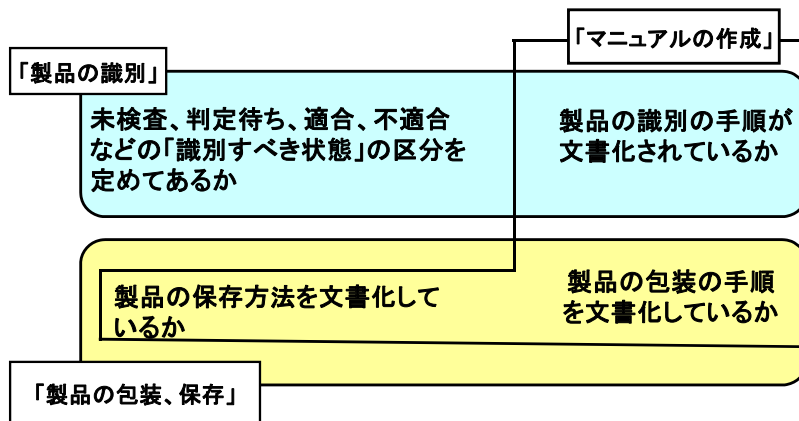 「マニュアルの作成」
「製品の識別」
未検査、判定待ち、適合、不適合
などの「識別すべき状態」の区分を
定めてあるか
製品の識別の手順が
文書化されているか
製品の保存方法を文書化して
いるか
製品の包装の手順
を文書化しているか
「製品の包装、保存」